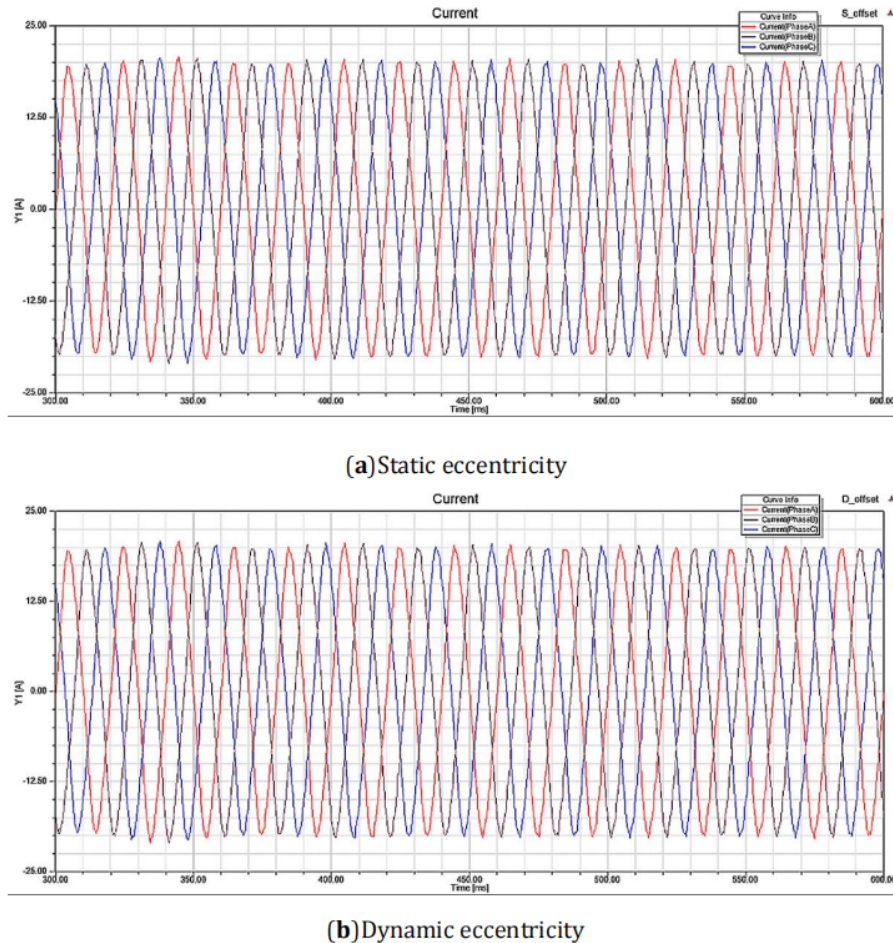 Current
S_offset
Curve Info
Current(PhaseA)
Current(PhaseB)
Current(PhaseC)
25.00
12.50
0.00
-12.50
-25.00
Y1 [A]
300.00 350.00 400.00 450.00 500.00 550.00 600.00
Time [ms]
(a)Static eccentricity
Current
D_offset
Curve Info
Current(PhaseA)
Current(PhaseB)
Current(PhaseC)
25.00
12.50
0.00
-12.50
-25.00
Y1 [A]
300.00 350.00 400.00 450.00 500.00 550.00 600.00
Time [ms]
(b)Dynamic eccentricity